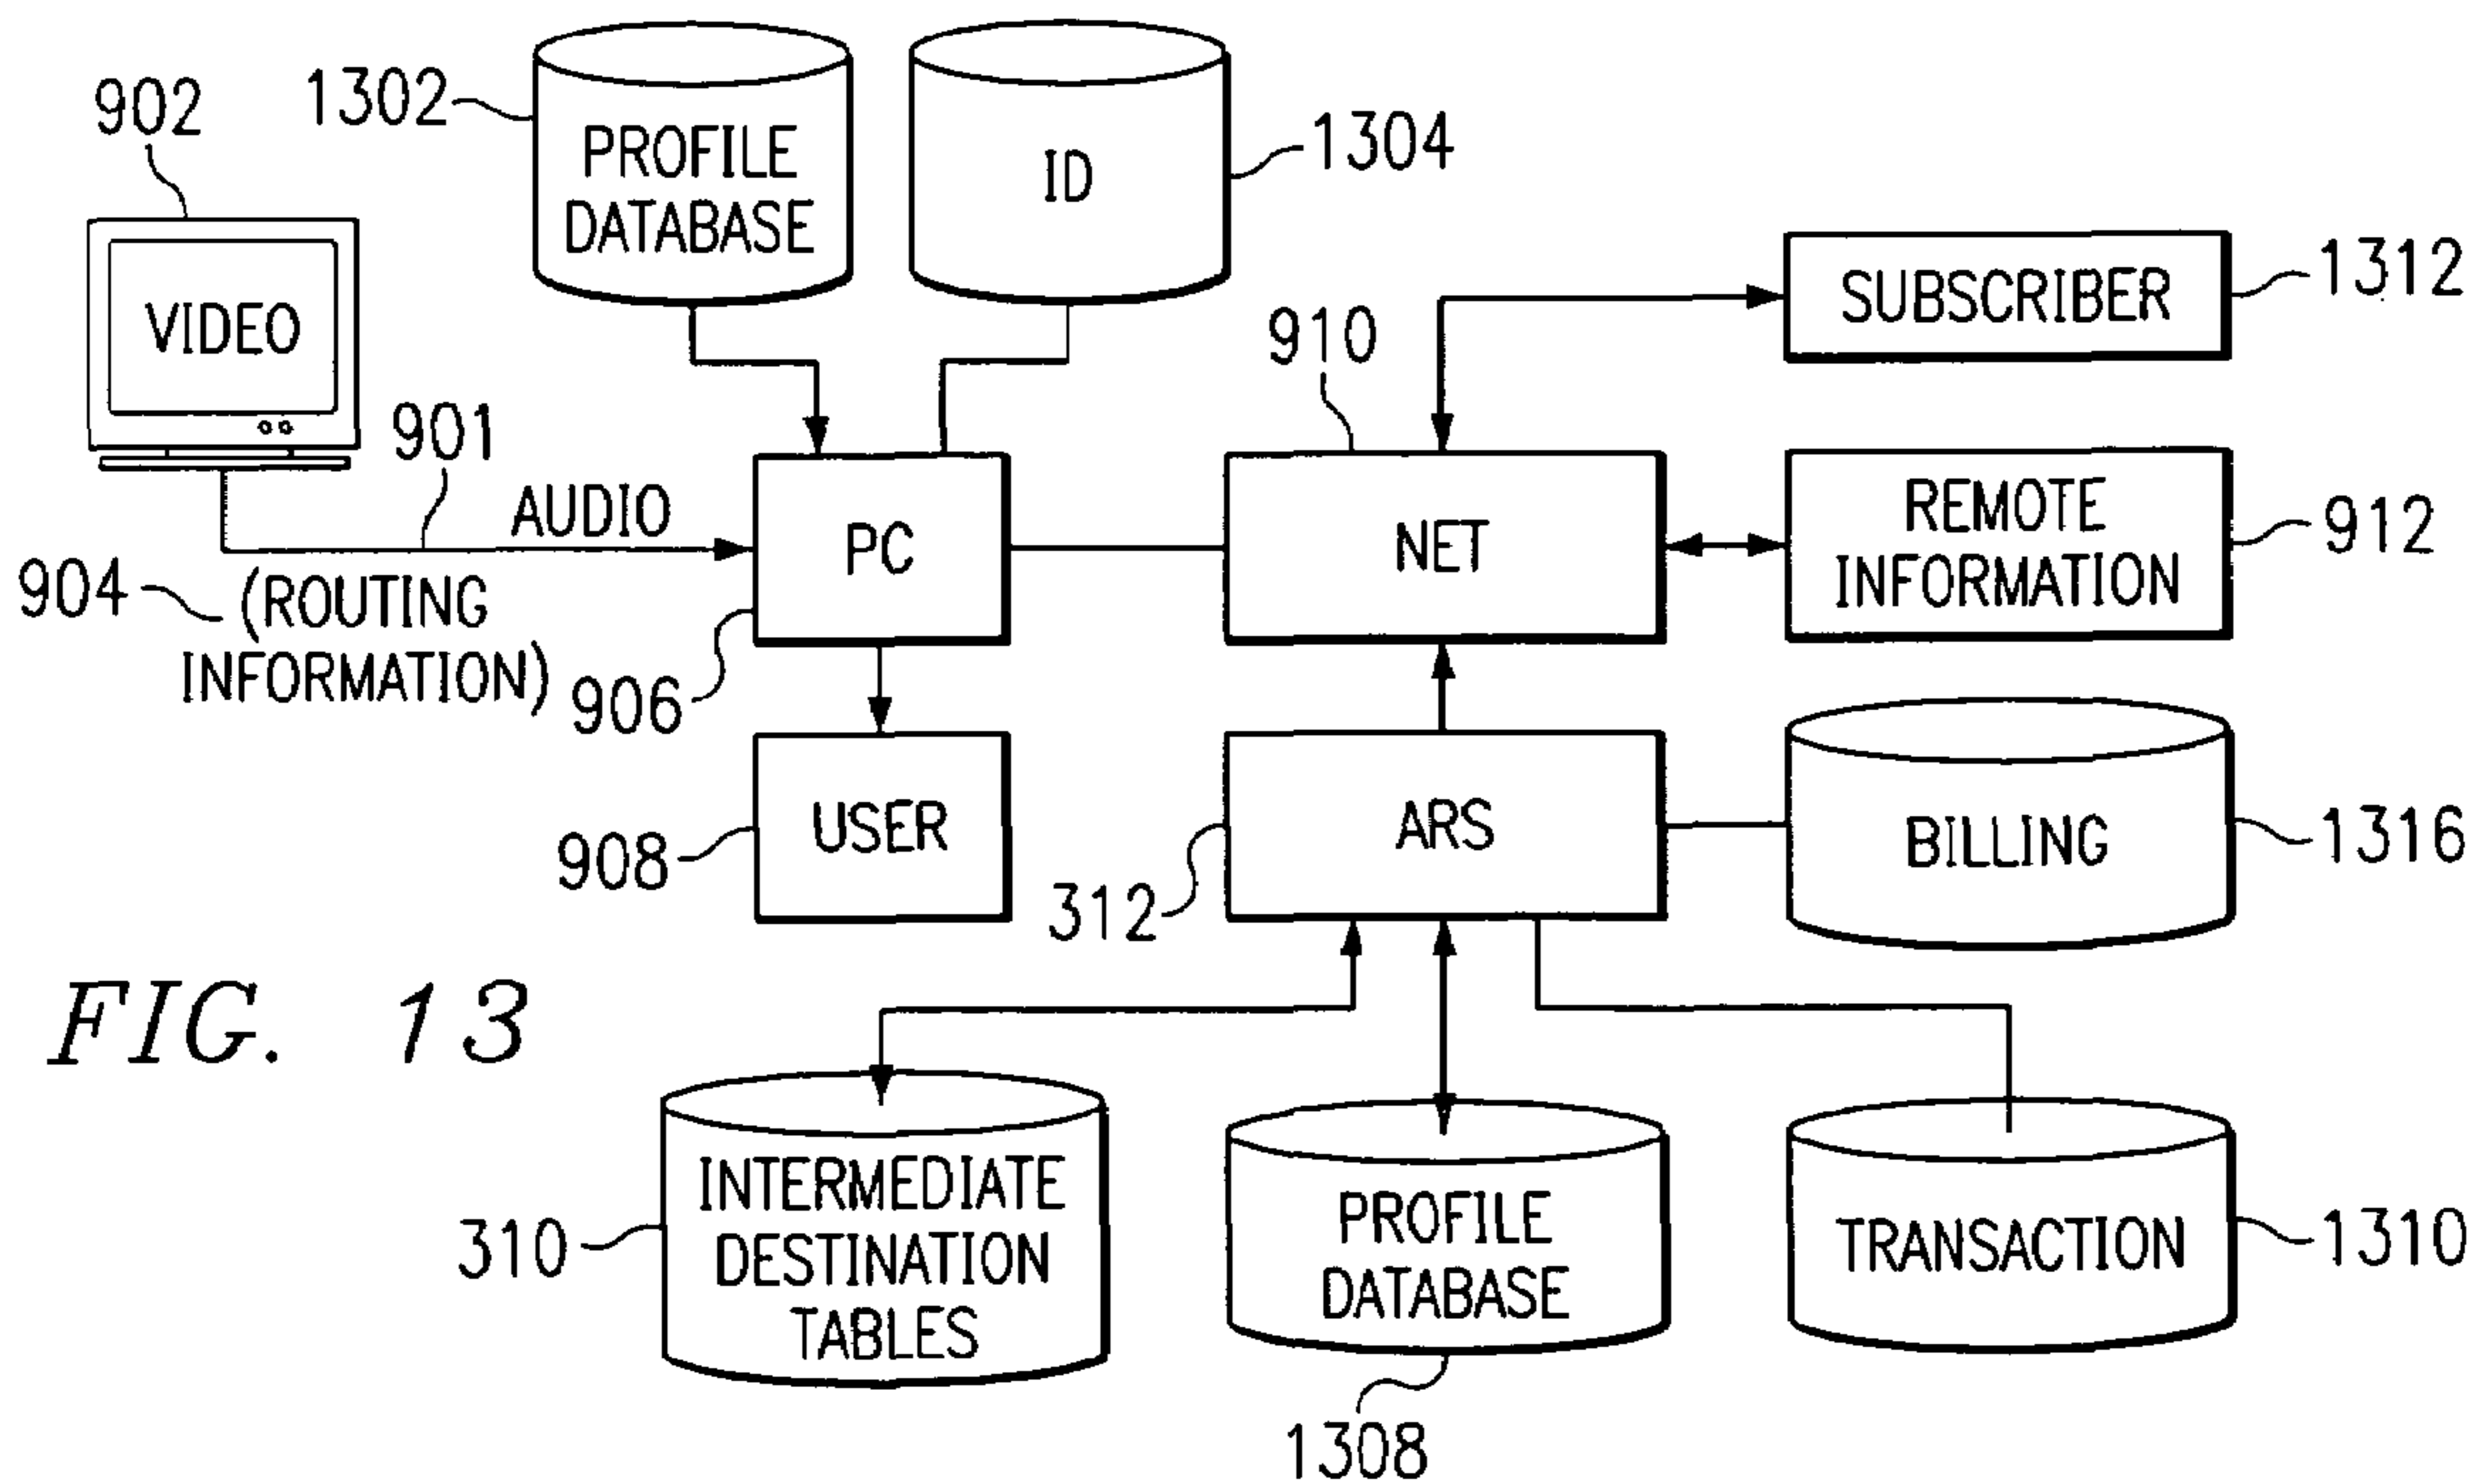 902
1302
PROFILE
DATABASE
ID
1304
VIDEO
SUBSCRIBER
1312
910
901
AUDIO
904
(ROUTING
INFORMATION)
PC
906
NET
REMOTE
INFORMATION
912
USER
908
ARS
312
BILLING
1316
FIG. 13
INTERMEDIATE
DESTINATION
TABLES
310
PROFILE
DATABASE
1308
TRANSACTION
1310